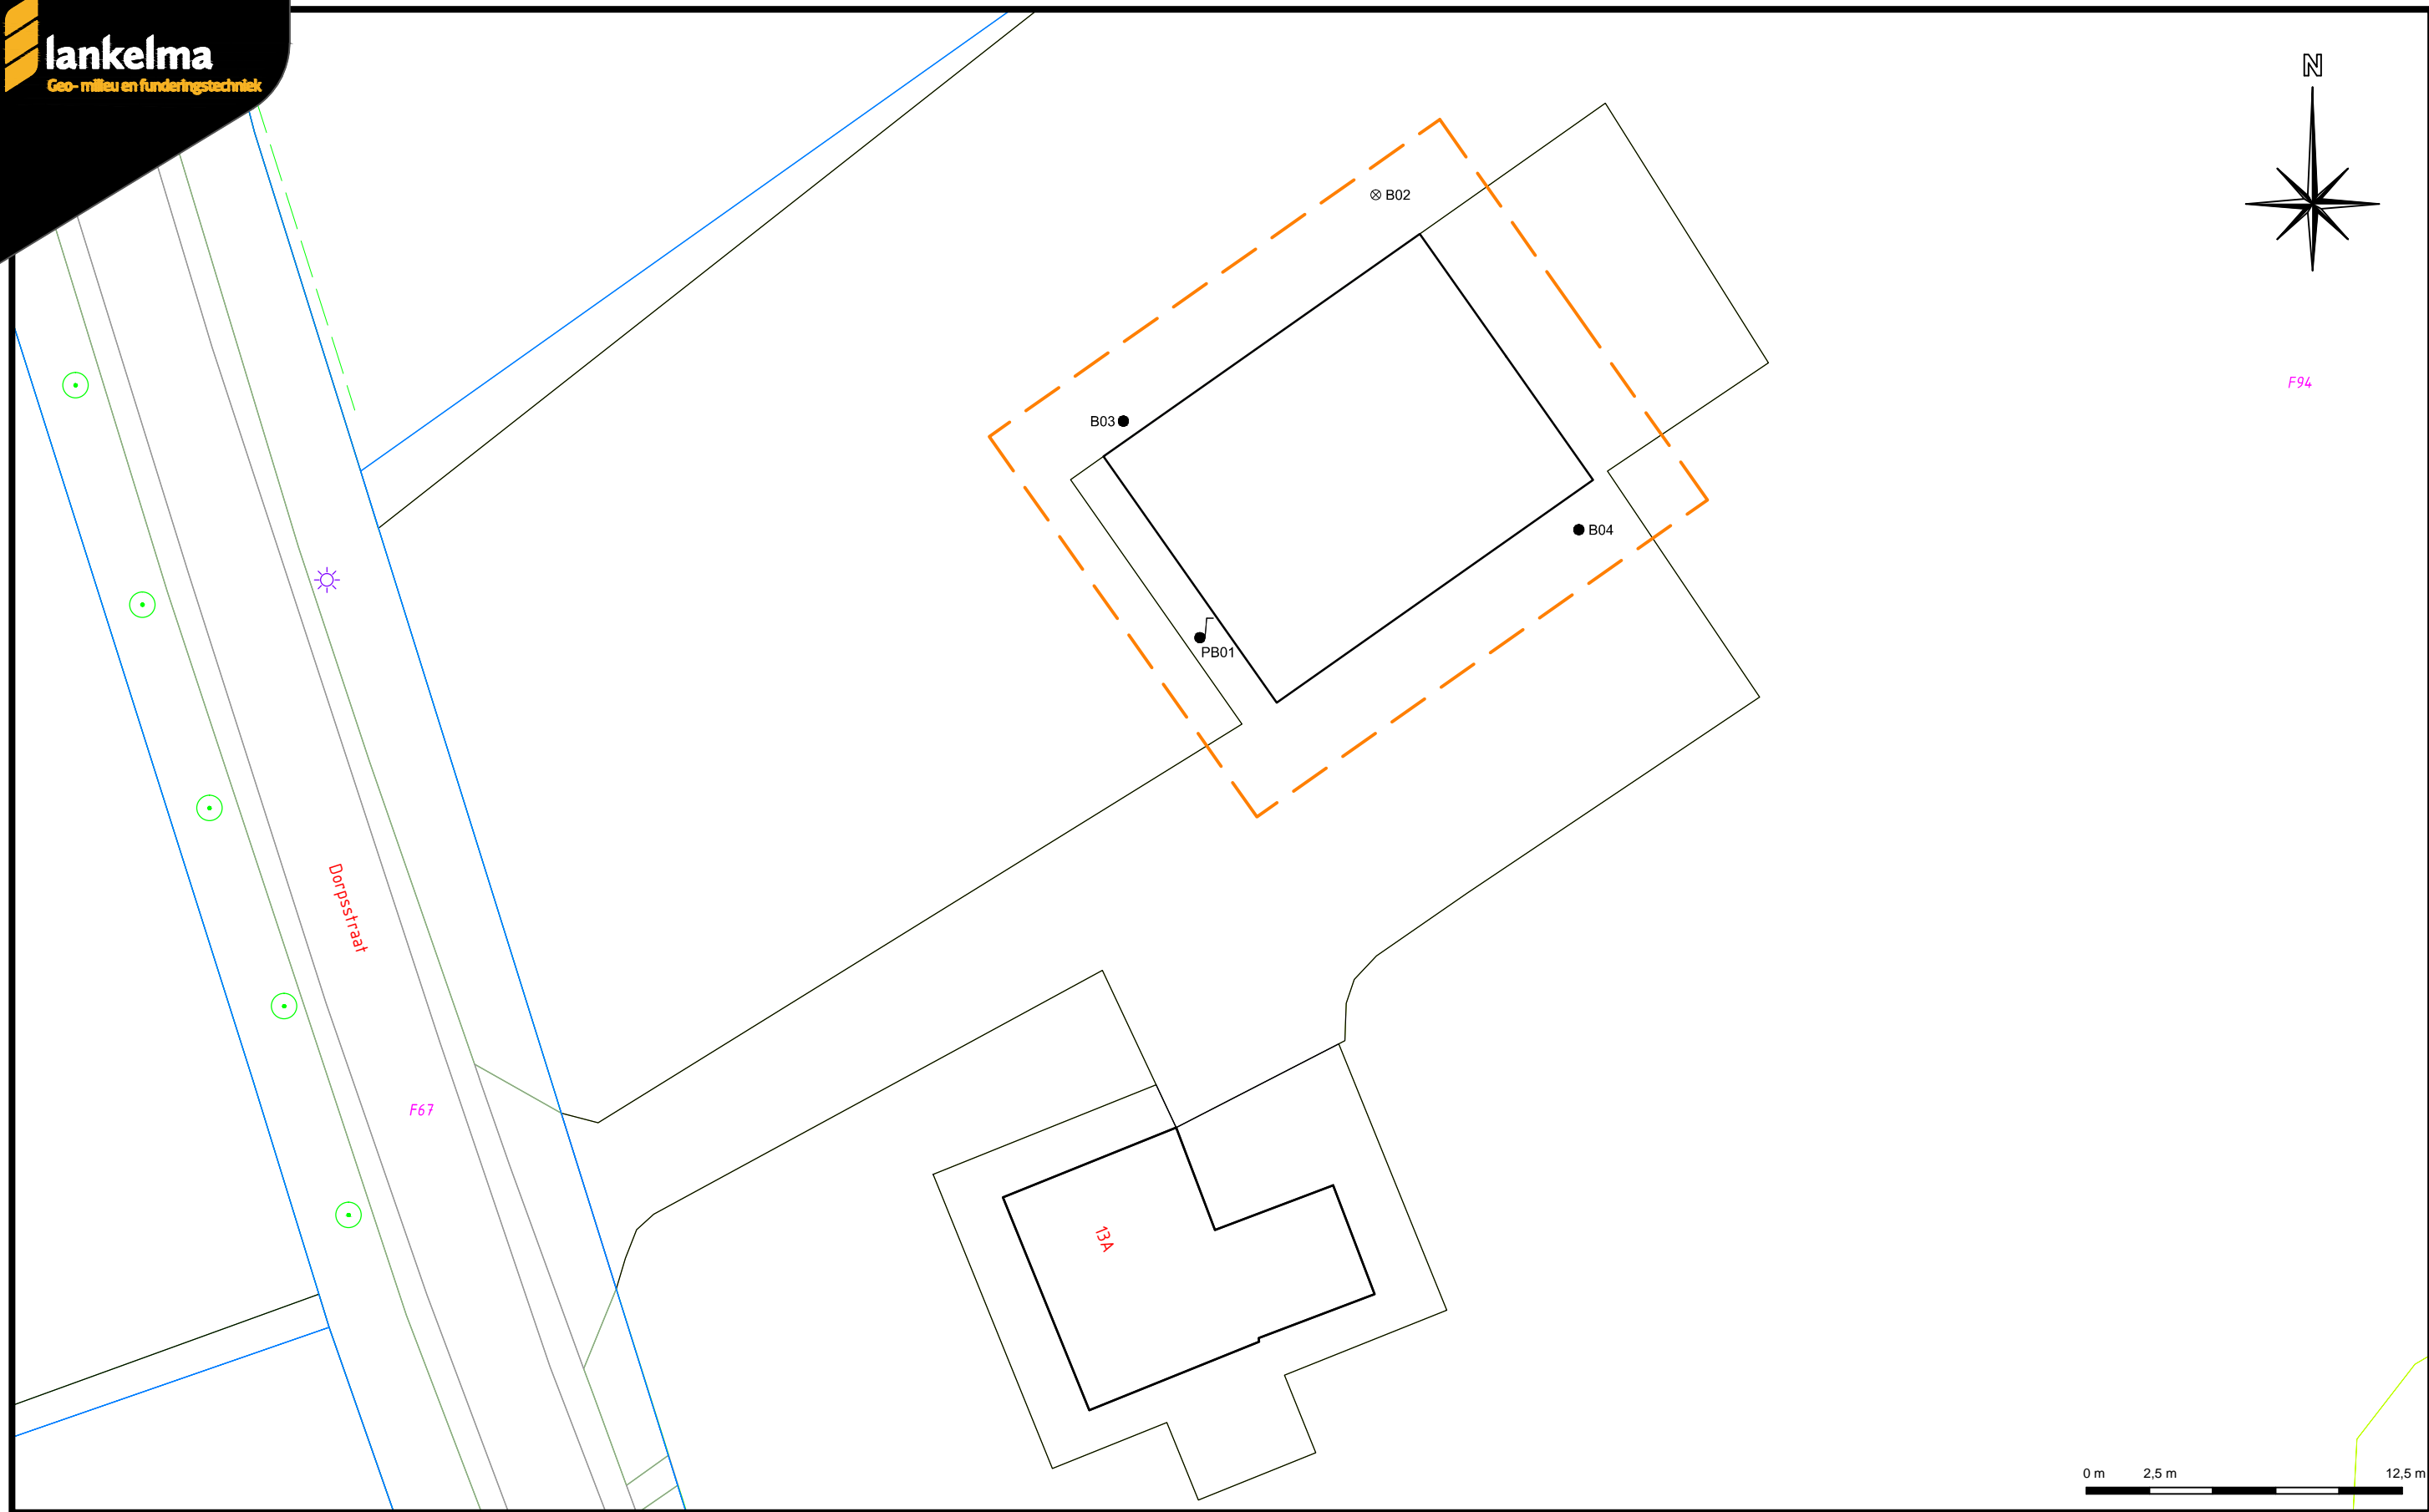 lankelma
Geo- milieu en funderingstechniek
N
B02
F94
B03
B04
PB01
Dorpsstraat
F67
13A
0 m 2,5 m 12,5 m